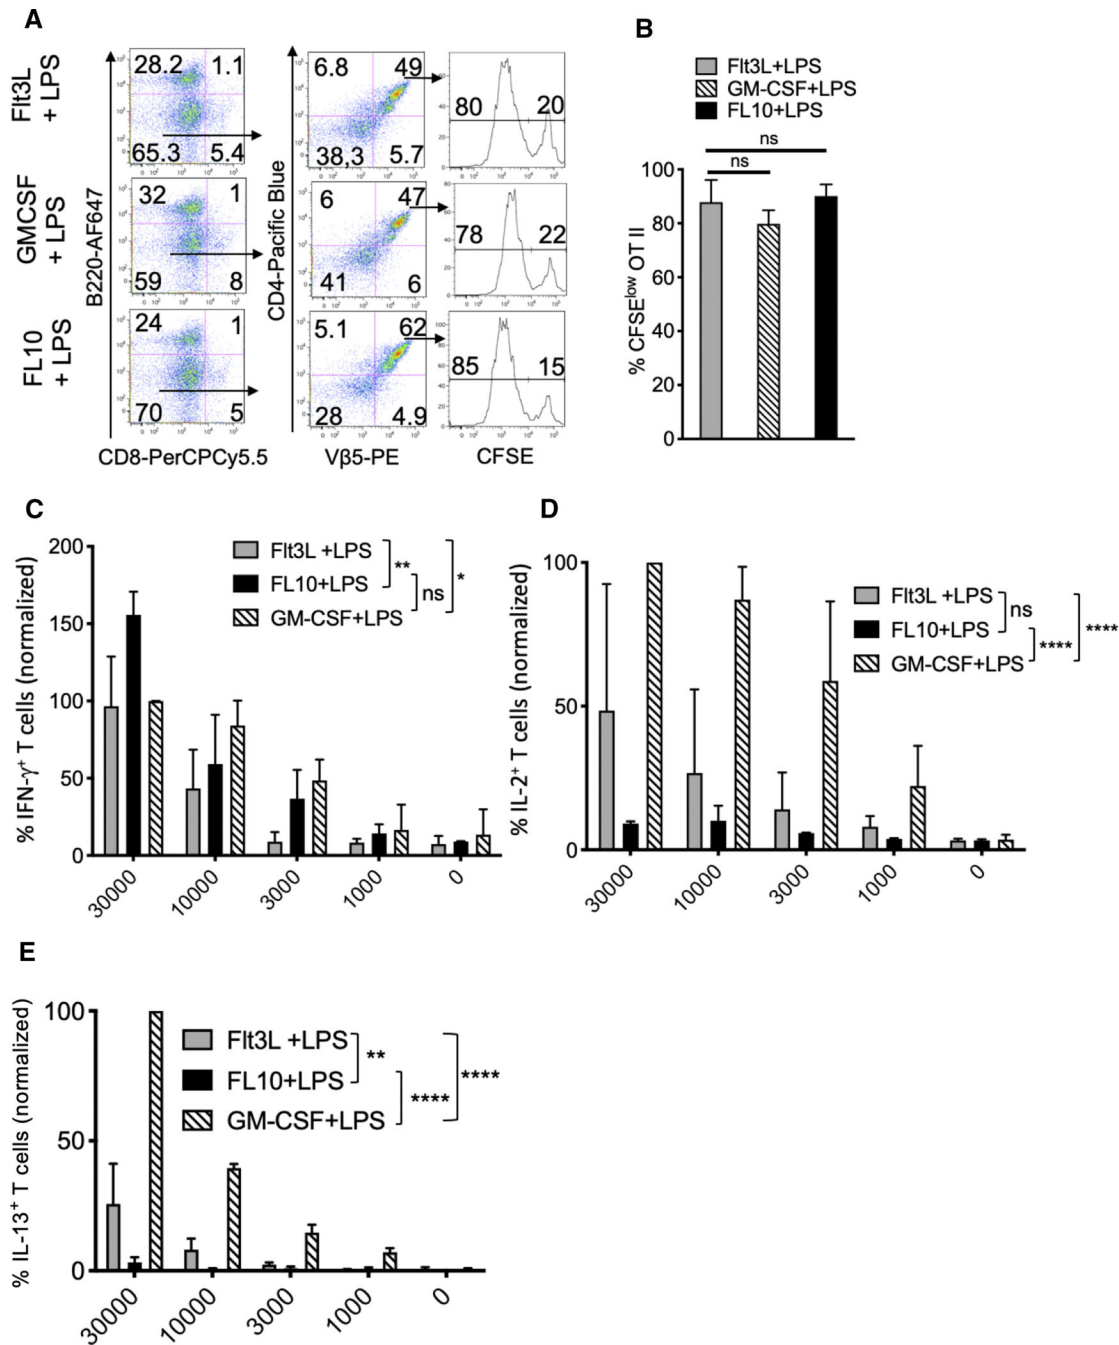 A
Flt3L
+ LPS
GMCSF
+ LPS
FL10
+ LPS
B220-AF647
28.2 1.1
65.3 5.4
32 1
59 8
24 1
70 5
CD8-PerCPCy5.5
CD4-Pacific Blue
6.8 49
38,3 5.7
6 47
41 6
5.1 62
28 4.9
Vβ5-PE
80 20
78 22
85 15
CFSE
B
Flt3L+LPS
GM-CSF+LPS
FL10+LPS
ns
ns
% CFSElow OT II
100
80
60
40
20
0
C
% IFN-γ+ T cells (normalized)
200
150
100
50
0
Flt3L +LPS
FL10+LPS
GM-CSF+LPS
**
ns
*
30000 10000 3000 1000 0
D
% IL-2+ T cells (normalized)
100
50
0
Flt3L +LPS
FL10+LPS
GM-CSF+LPS
ns
****
****
30000 10000 3000 1000 0
E
% IL-13+ T cells (normalized)
100
50
0
Flt3L +LPS
FL10+LPS
GM-CSF+LPS
**
****
****
30000 10000 3000 1000 0